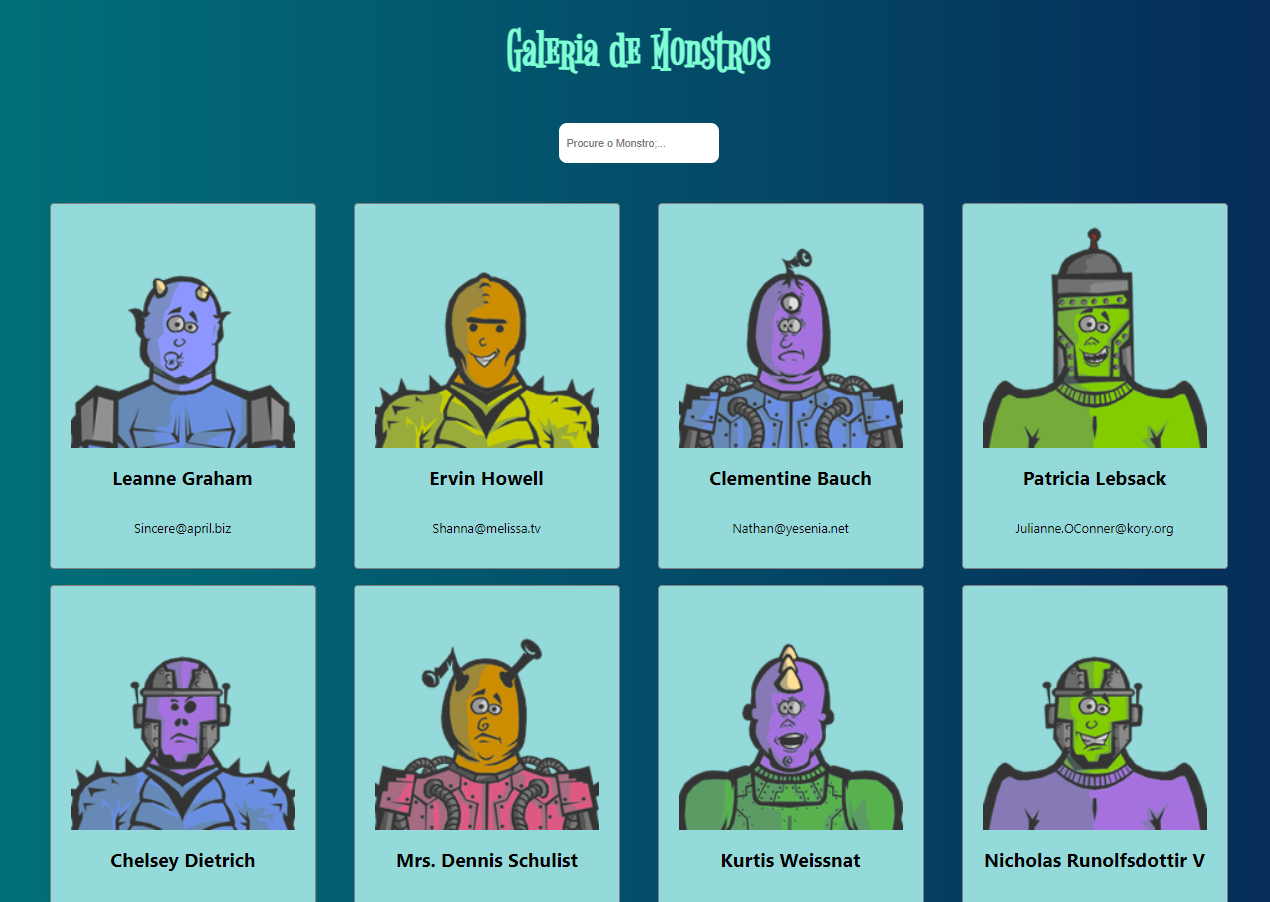 Galeria de Monstros
Procure o Monstro;...
Leanne Graham
Ervin Howell
Clementine Bauch
Patricia Lebsack
Sincere@april.biz
Shanna@melissa.tv
Nathan@yesenia.net
Julianne.OConner@kory.org
Chelsey Dietrich
Mrs. Dennis Schulist
Kurtis Weissnat
Nicholas Runolfsdottir V